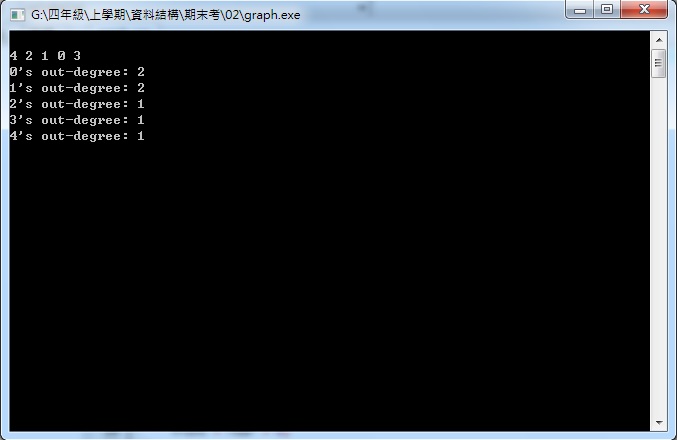 G:\四年級\上學期\資料結構\期末考\02\graph.exe
4 2 1 0 3
0's out-degree: 2
1's out-degree: 2
2's out-degree: 1
3's out-degree: 1
4's out-degree: 1